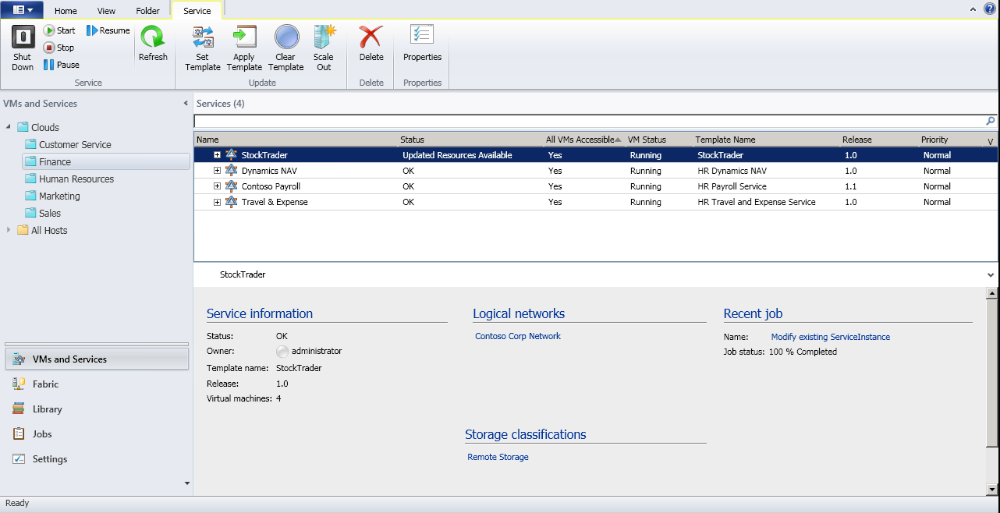 Home View Folder Service
Shut Down
Start
Stop
Pause
Resume
Refresh
Service
Set Template
Apply Template
Clear Template
Scale Out
Update
Delete
Delete
Properties
Properties
VMs and Services
Clouds
Customer Service
Finance
Human Resources
Marketing
Sales
All Hosts
VMs and Services
Fabric
Library
Jobs
Settings
Services (4)
Name Status All VMs Accessible VM Status Template Name Release Priority V
StockTrader Updated Resources Available Yes Running StockTrader 1.0 Normal
Dynamics NAV OK Yes Running HR Dynamics NAV 1.0 Normal
Contoso Payroll OK Yes Running HR Payroll Service 1.1 Normal
Travel & Expense OK Yes Running HR Travel and Expense Service 1.0 Normal
StockTrader
Service information
Status: OK
Owner: administrator
Template name: StockTrader
Release: 1.0
Virtual machines: 4
Logical networks
Contoso Corp Network
Storage classifications
Remote Storage
Recent job
Name: Modify existing ServiceInstance
Job status: 100 % Completed
Ready